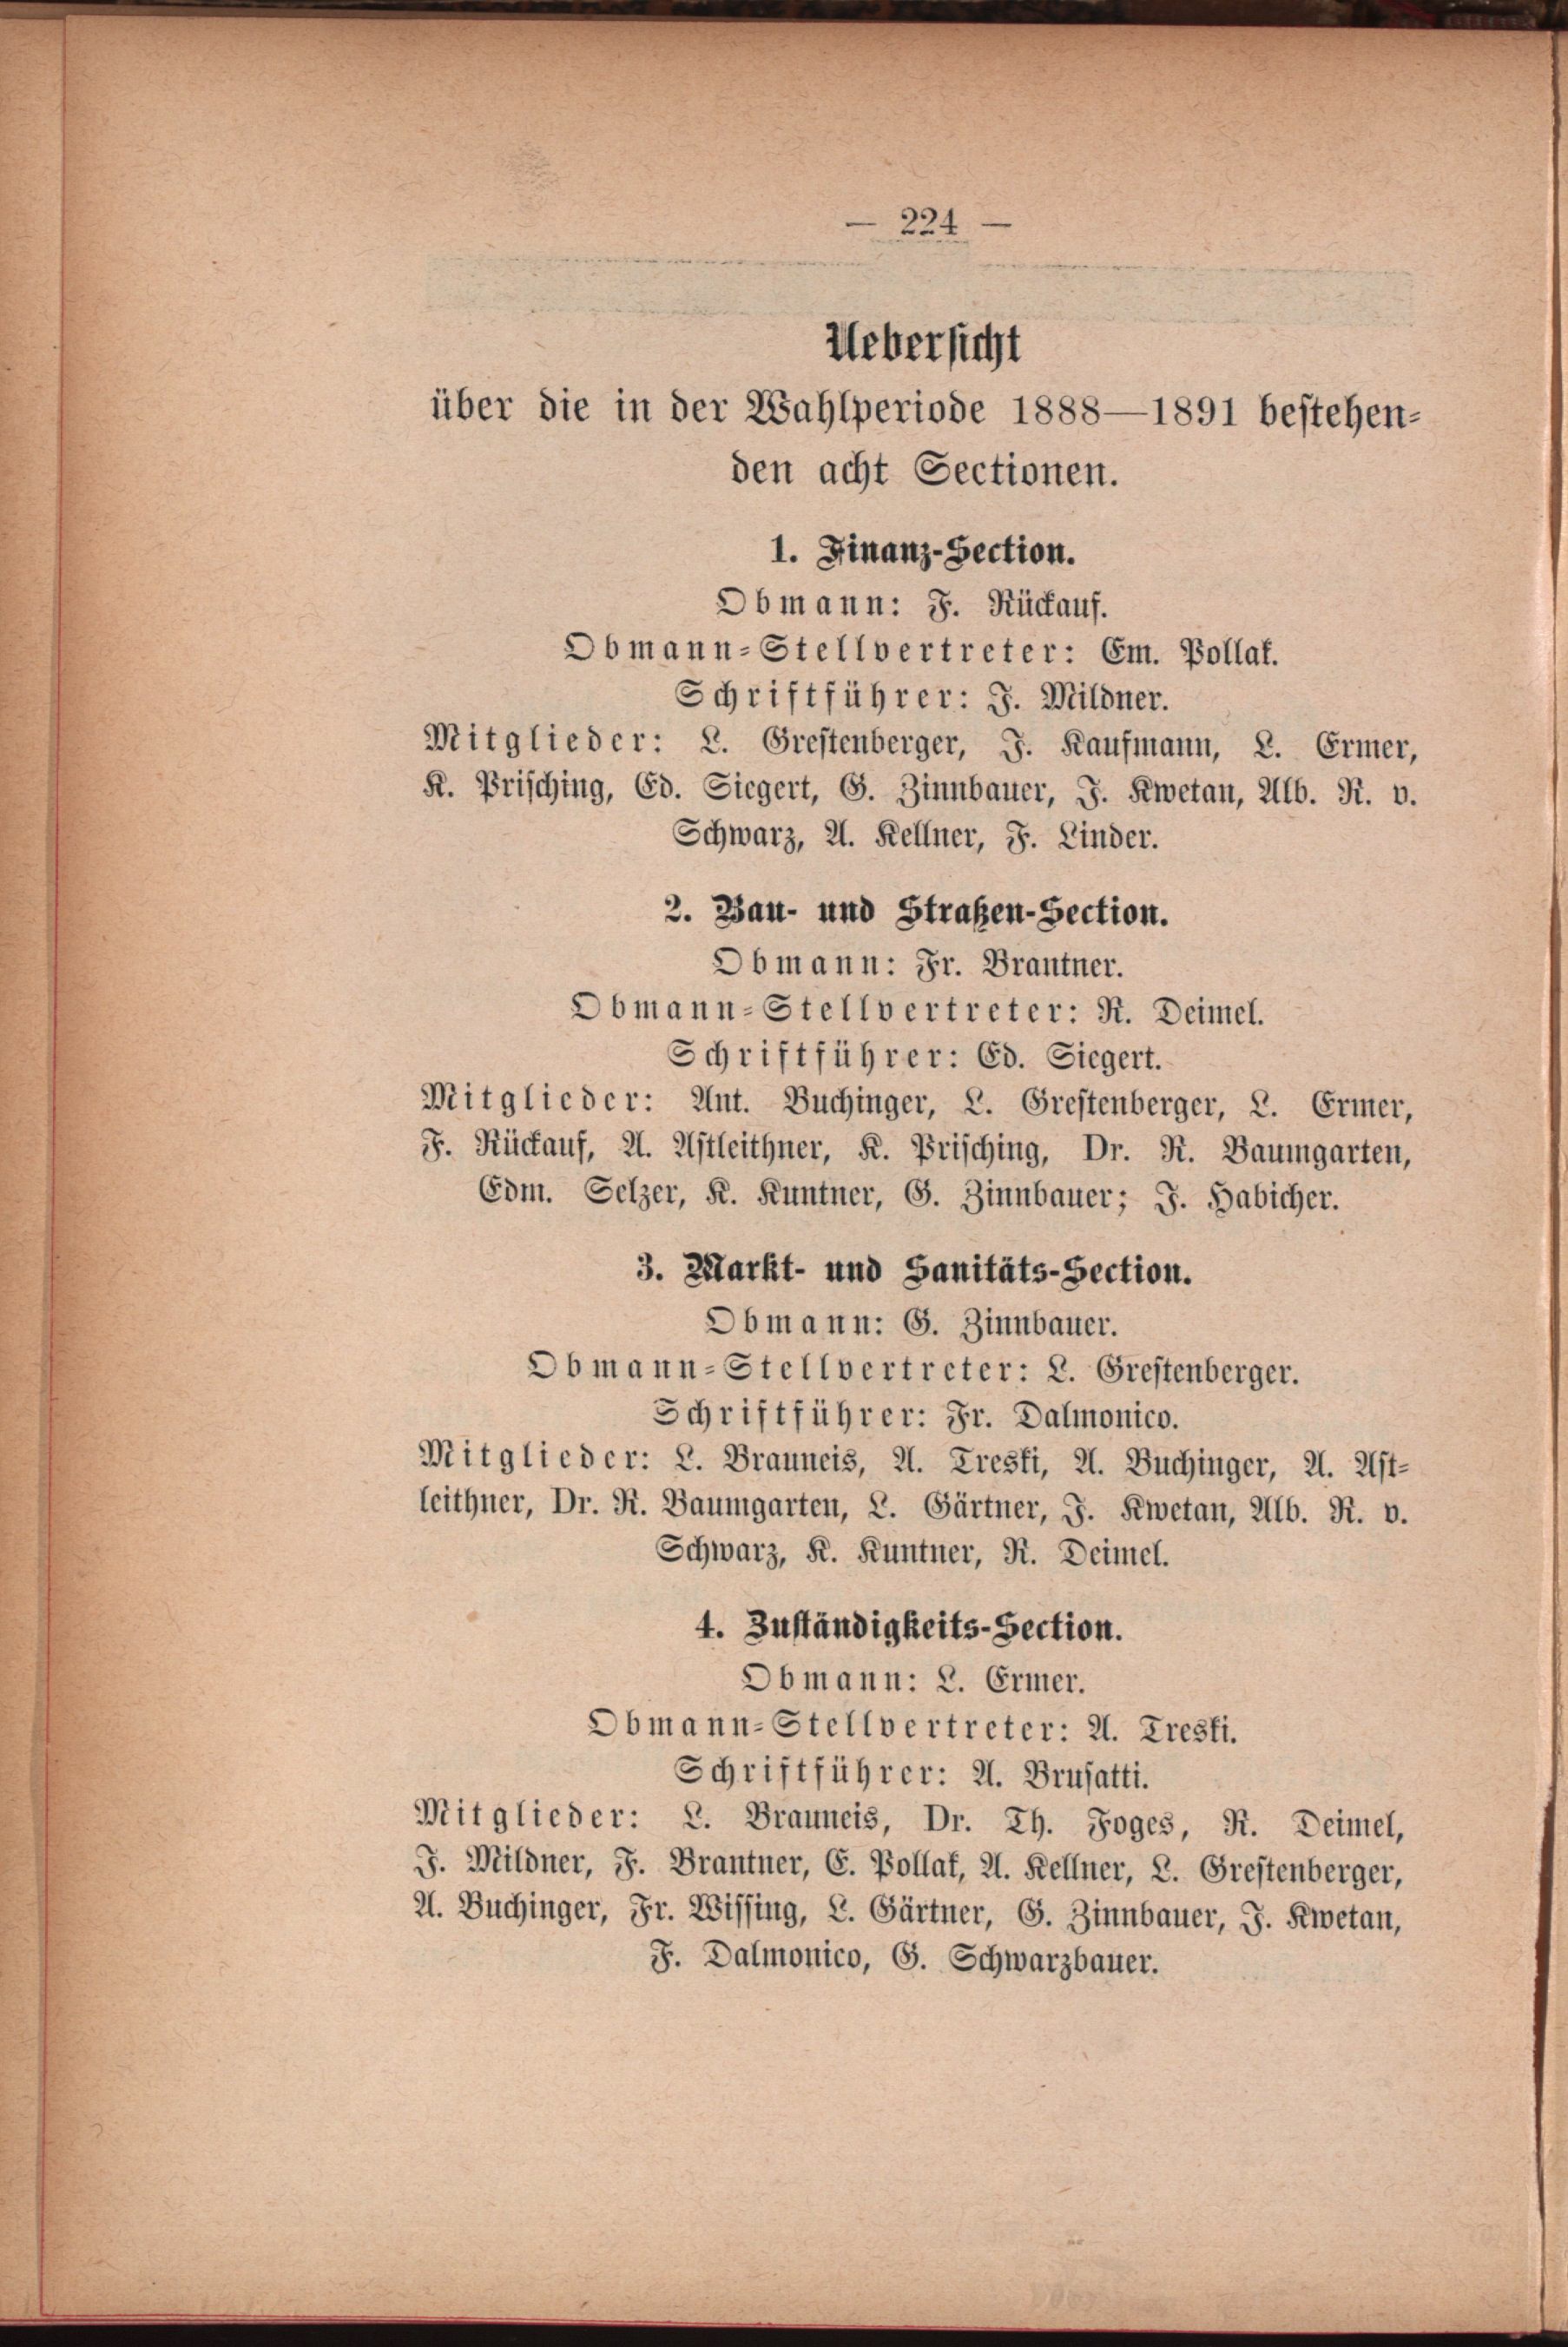 — 224 —
Uebersicht
über die in der Wahlperiode 1888—1891 bestehen-
den acht Sectionen.
1. Finanz-Section.
Obmann: F. Rückauf.
Obmann-Stellvertreter: Em. Pollak.
Schriftführer: J. Mildner.
Mitglieder: L. Grestenberger, J. Kaufmann, L. Ermer,
K. Prisching, Ed. Siegert, G. Zinnbauer, J. Kwetan, Alb. R. v.
Schwarz, A. Kellner, F. Linder.
2. Bau- und Straßen-Section.
Obmann: Fr. Brantner.
Obmann-Stellvertreter: R. Deimel.
Schriftführer: Ed. Siegert.
Mitglieder: Ant. Buchinger, L. Grestenberger, L. Ermer,
F. Rückauf, A. Astleithner, K. Prisching, Dr. R. Baumgarten,
Edm. Selzer, K. Kuntner, G. Zinnbauer; J. Habicher.
3. Markt- und Sanitäts-Section.
Obmann: G. Zinnbauer.
Obmann-Stellvertreter: L. Grestenberger.
Schriftführer: Fr. Dalmonico.
Mitglieder: L. Brauneis, A. Treski, A. Buchinger, A. Ast-
leithner, Dr. R. Baumgarten, L. Gärtner, J. Kwetan, Alb. R. v.
Schwarz, K. Kuntner, R. Deimel.
4. Zuständigkeits-Section.
Obmann: L. Ermer.
Obmann-Stellvertreter: A. Treski.
Schriftführer: A. Brusatti.
Mitglieder: L. Brauneis, Dr. Th. Foges, R. Deimel,
J. Mildner, F. Brantner, E. Pollak, A. Kellner, L. Grestenberger,
A. Buchinger, Fr. Wissing, L. Gärtner, G. Zinnbauer, J. Kwetan,
F. Dalmonico, G. Schwarzbauer.